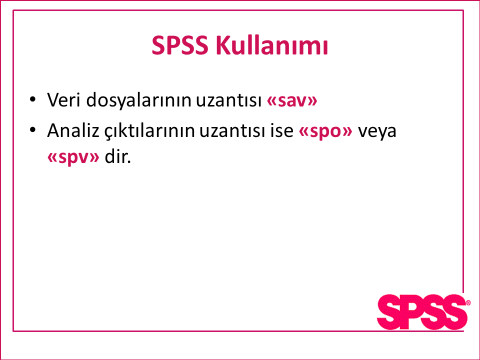 SPSS Kullanımı
• Veri dosyalarının uzantısı «sav»
• Analiz çıktılarının uzantısı ise «spo» veya
«spv» dir.
SPSS®